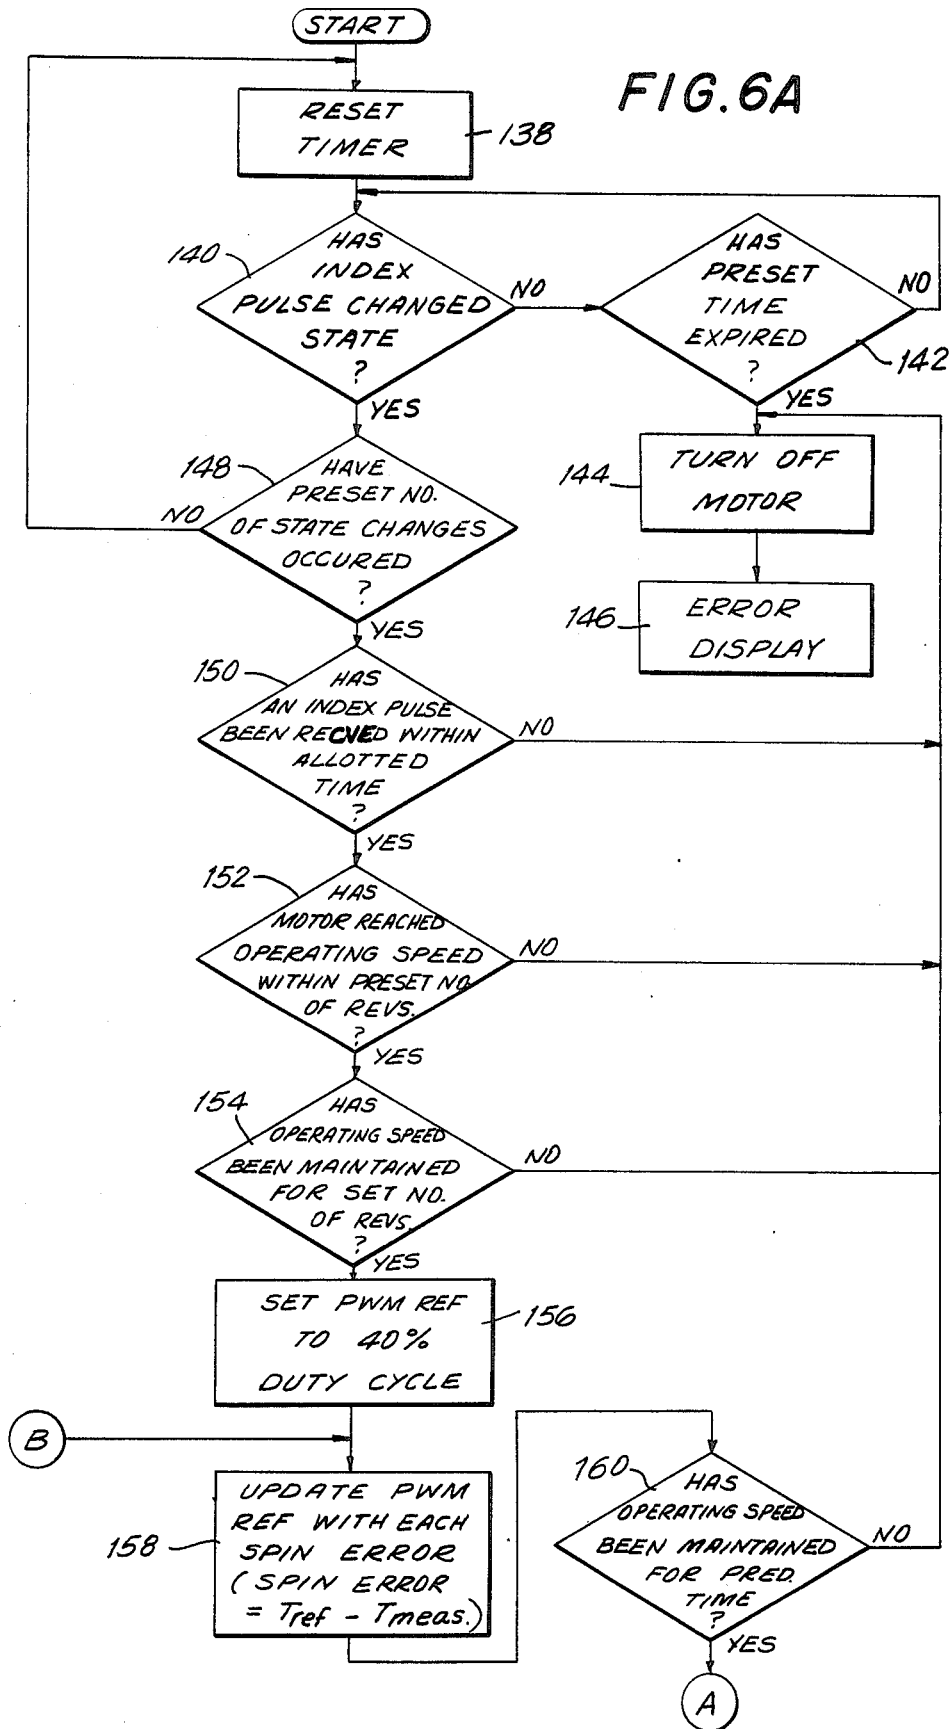 START
FIG. 6A
RESET
TIMER
138
140
HAS
INDEX
PULSE CHANGED
STATE
?
NO
YES
HAS
PRESET
TIME
EXPIRED
?
NO
142
YES
148
HAVE
PRESET NO.
OF STATE CHANGES
OCCURED
?
NO
YES
144
TURN OFF
MOTOR
146
ERROR
DISPLAY
150
HAS
AN INDEX PULSE
BEEN RECVED WITHIN
ALLOTTED
TIME
?
NO
YES
152
HAS
MOTOR REACHED
OPERATING SPEED
WITHIN PRESET NO.
OF REVS.
?
NO
YES
154
HAS
OPERATING SPEED
BEEN MAINTAINED
FOR SET NO.
OF REVS.
?
NO
YES
SET PWM REF
TO 40%
DUTY CYCLE
156
B
158
UPDATE PWM
REF WITH EACH
SPIN ERROR
(SPIN ERROR
= Tref - Tmeas.)
160
HAS
OPERATING SPEED
BEEN MAINTAINED
FOR PRED.
TIME
?
NO
YES
A